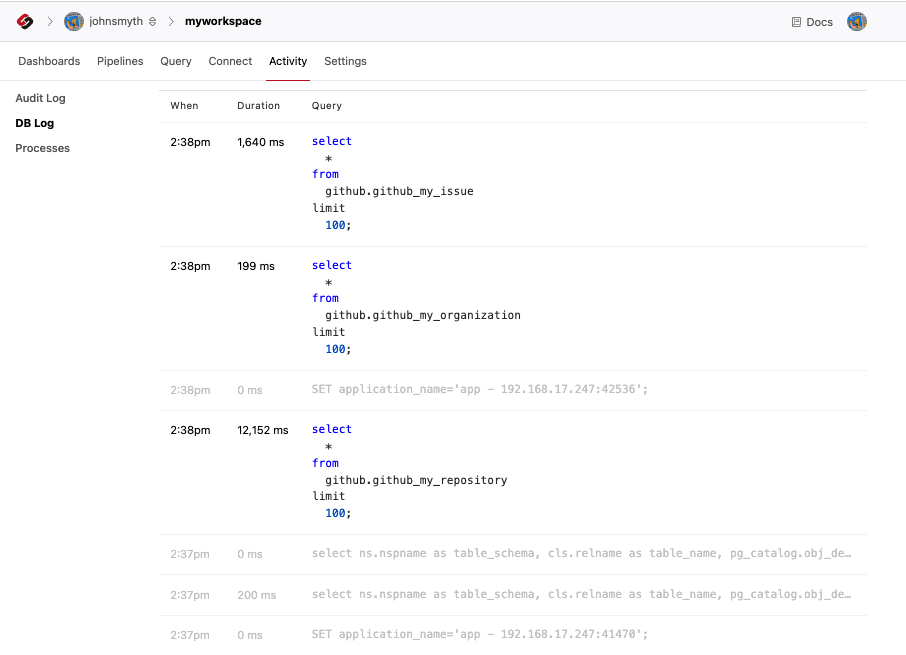 johnsmyth myworkspace Docs
Dashboards Pipelines Query Connect Activity Settings
Audit Log
DB Log
Processes
When Duration Query
2:38pm 1,640 ms select
*
from
github.github_my_issue
limit
100;
2:38pm 199 ms select
*
from
github.github_my_organization
limit
100;
2:38pm 0 ms SET application_name='app - 192.168.17.247:42536';
2:38pm 12,152 ms select
*
from
github.github_my_repository
limit
100;
2:37pm 0 ms select ns.nspname as table_schema, cls.relname as table_name, pg_catalog.obj_de…
2:37pm 200 ms select ns.nspname as table_schema, cls.relname as table_name, pg_catalog.obj_de…
2:37pm 0 ms SET application_name='app - 192.168.17.247:41470';